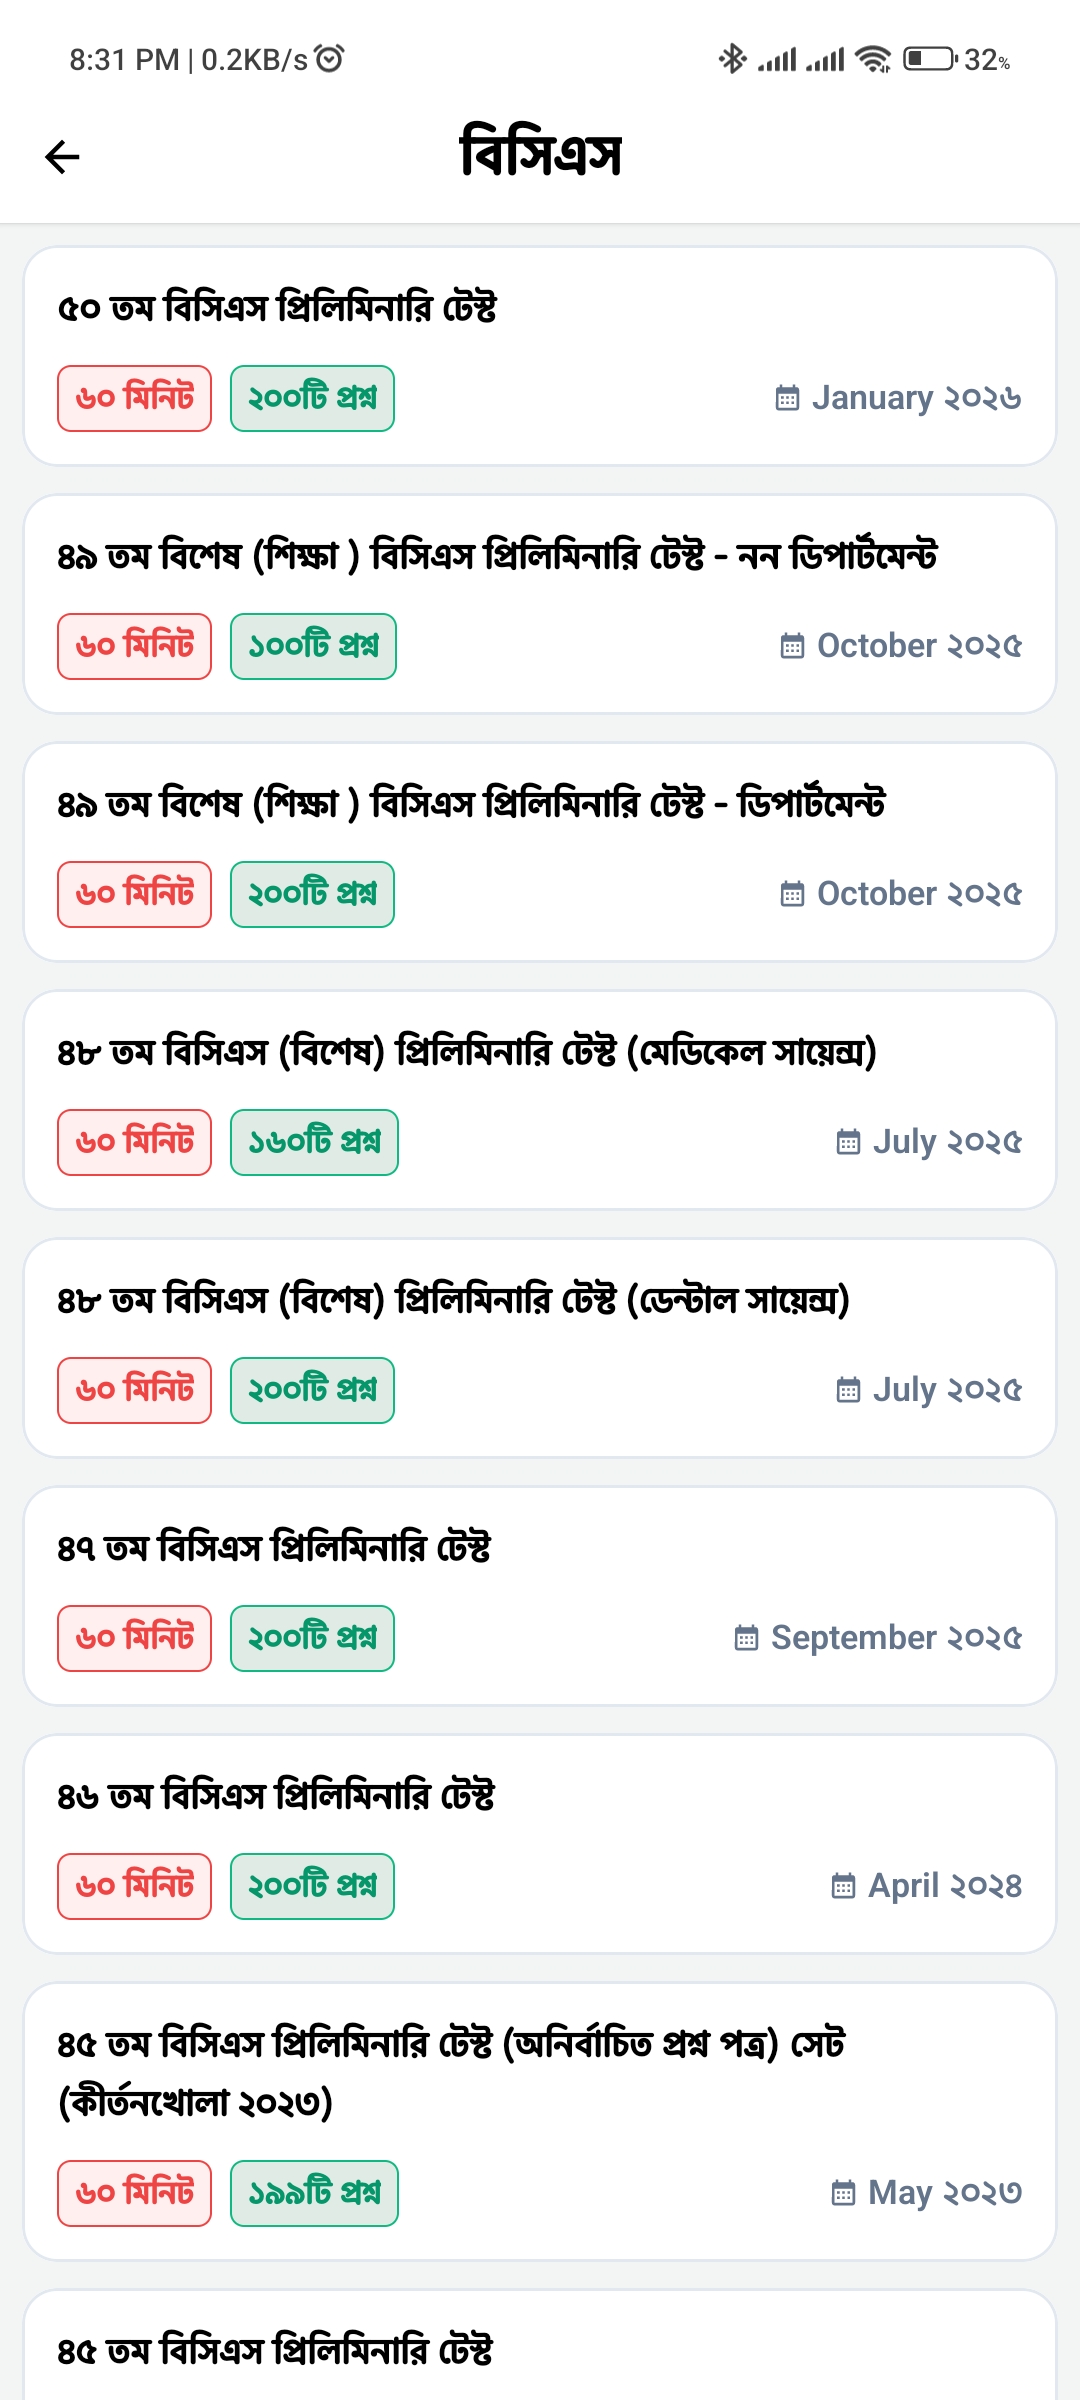 8:31 PM | 0.2KB/s 32%
বিসিএস
৫০ তম বিসিএস প্রিলিমিনারি টেস্ট
৬০ মিনিট ২০০টি প্রশ্ন January ২০২৬
৪৯ তম বিশেষ (শিক্ষা ) বিসিএস প্রিলিমিনারি টেস্ট - নন ডিপার্টমেন্ট
৬০ মিনিট ১০০টি প্রশ্ন October ২০২৫
৪৯ তম বিশেষ (শিক্ষা ) বিসিএস প্রিলিমিনারি টেস্ট - ডিপার্টমেন্ট
৬০ মিনিট ২০০টি প্রশ্ন October ২০২৫
৪৮ তম বিসিএস (বিশেষ) প্রিলিমিনারি টেস্ট (মেডিকেল সায়েন্স)
৬০ মিনিট ১৬০টি প্রশ্ন July ২০২৫
৪৮ তম বিসিএস (বিশেষ) প্রিলিমিনারি টেস্ট (ডেন্টাল সায়েন্স)
৬০ মিনিট ২০০টি প্রশ্ন July ২০২৫
৪৭ তম বিসিএস প্রিলিমিনারি টেস্ট
৬০ মিনিট ২০০টি প্রশ্ন September ২০২৫
৪৬ তম বিসিএস প্রিলিমিনারি টেস্ট
৬০ মিনিট ২০০টি প্রশ্ন April ২০২৪
৪৫ তম বিসিএস প্রিলিমিনারি টেস্ট (অনির্বাচিত প্রশ্ন পত্র) সেট
(কীর্তনখোলা ২০২৩)
৬০ মিনিট ১৯৯টি প্রশ্ন May ২০২৩
৪৫ তম বিসিএস প্রিলিমিনারি টেস্ট